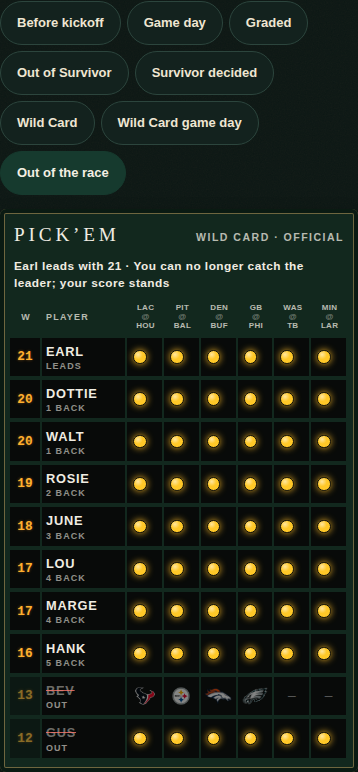 Before kickoff
Game day
Graded
Out of Survivor
Survivor decided
Wild Card
Wild Card game day
Out of the race
PICK’EM
WILD CARD · OFFICIAL
Earl leads with 21 · You can no longer catch the
leader; your score stands
W PLAYER LAC @ HOU PIT @ BAL DEN @ BUF GB @ PHI WAS @ TB MIN @ LAR
21 EARL
LEADS
20 DOTTIE
1 BACK
20 WALT
1 BACK
19 ROSIE
2 BACK
18 JUNE
3 BACK
17 LOU
4 BACK
17 MARGE
4 BACK
16 HANK
5 BACK
13 BEV – –
OUT
12 GUS
OUT